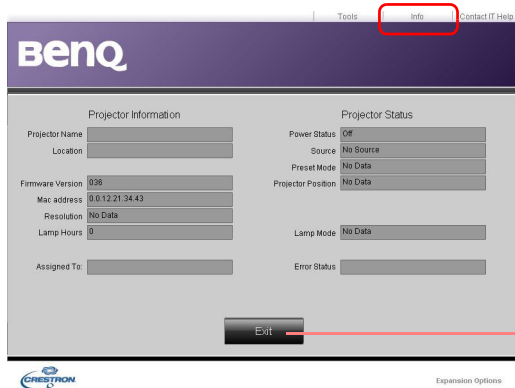 Tools Info Contact IT Help
BenQ
Projector Information
Projector Name
Location
Firmware Version 036
Mac address 0.0.12.21.34.43
Resolution No Data
Lamp Hours 0
Assigned To:
Projector Status
Power Status Off
Source No Source
Preset Mode No Data
Projector Position No Data
Lamp Mode No Data
Error Status
Exit
CRESTRON
Expansion Options